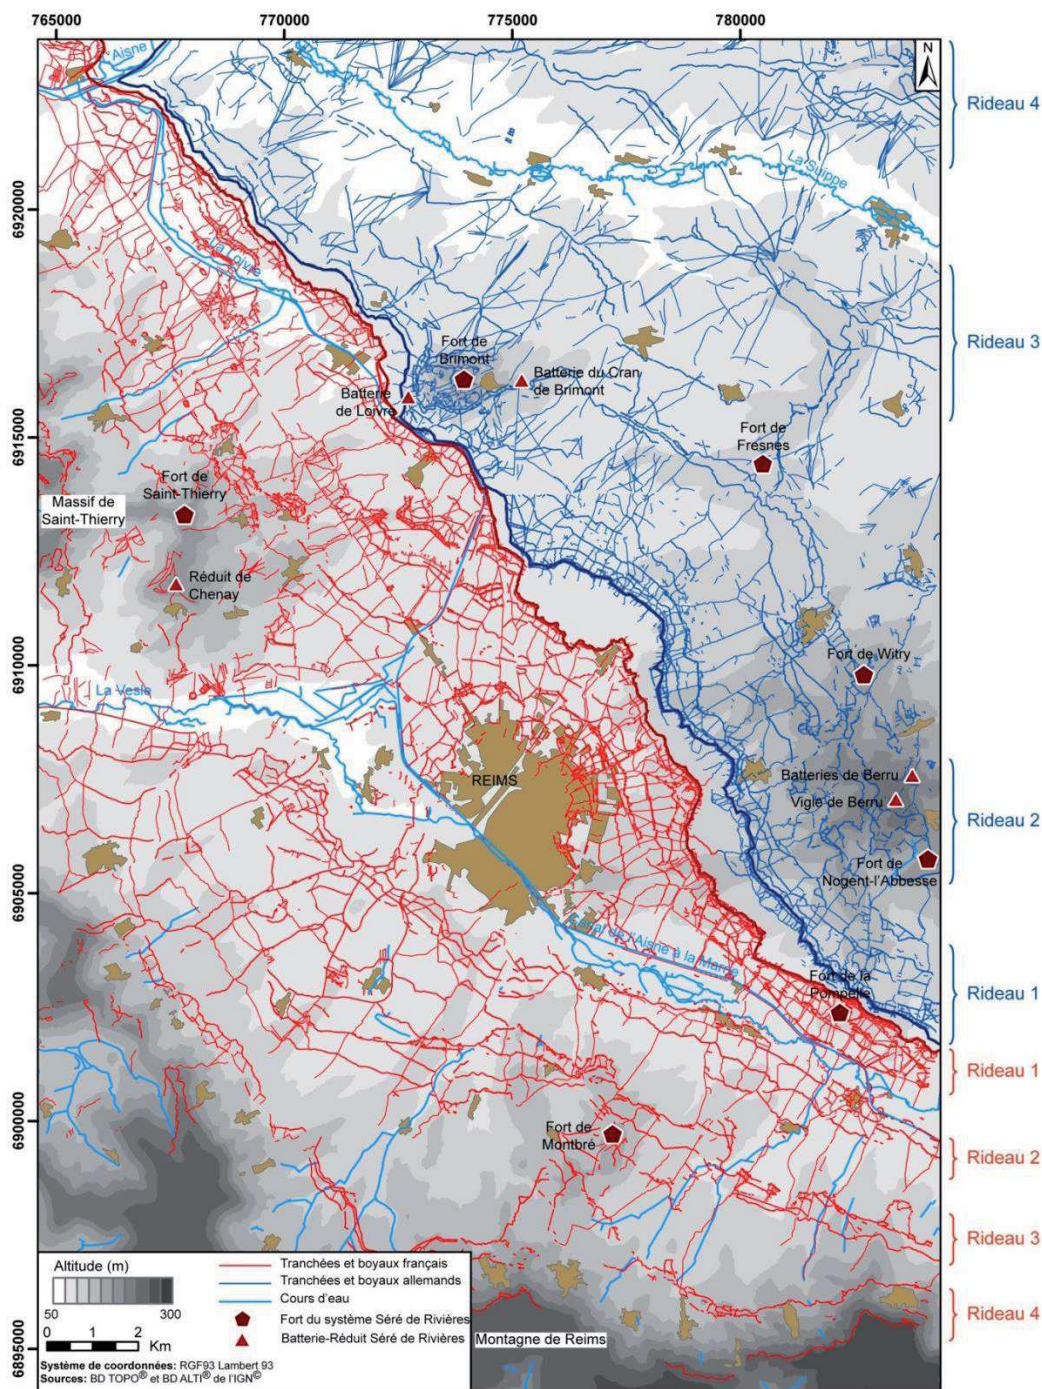 765000
770000
775000
780000
N
Aisne
Rideau 4
La Suippe
6920000
La Loivre
Rideau 3
Fort de
Brimont
Batterie du Cran
de Brimont
Batterie
de Loivre
6915000
Fort de
Fresnes
Fort de
Saint-Thierry
Massif de
Saint-Thierry
Réduit de
Chenay
6910000
Fort de Witry
La Vesle
REIMS
Batteries de Berru
Vigie de Berru
Rideau 2
Fort de
Nogent-l'Abbesse
6905000
Canal de l'Aisne à la Marne
Fort de la
Pompelle
Rideau 1
Rideau 1
6900000
Fort de
Montbré
Rideau 2
Rideau 3
Rideau 4
Altitude (m)
50
300
0
1
2
Km
Tranchées et boyaux français
Tranchées et boyaux allemands
Cours d'eau
Fort du système Séré de Rivières
Batterie-Réduit Séré de Rivières
Montagne de Reims
6895000
Système de coordonnées: RGF93 Lambert 93
Sources: BD TOPO® et BD ALTI® de l'IGN©